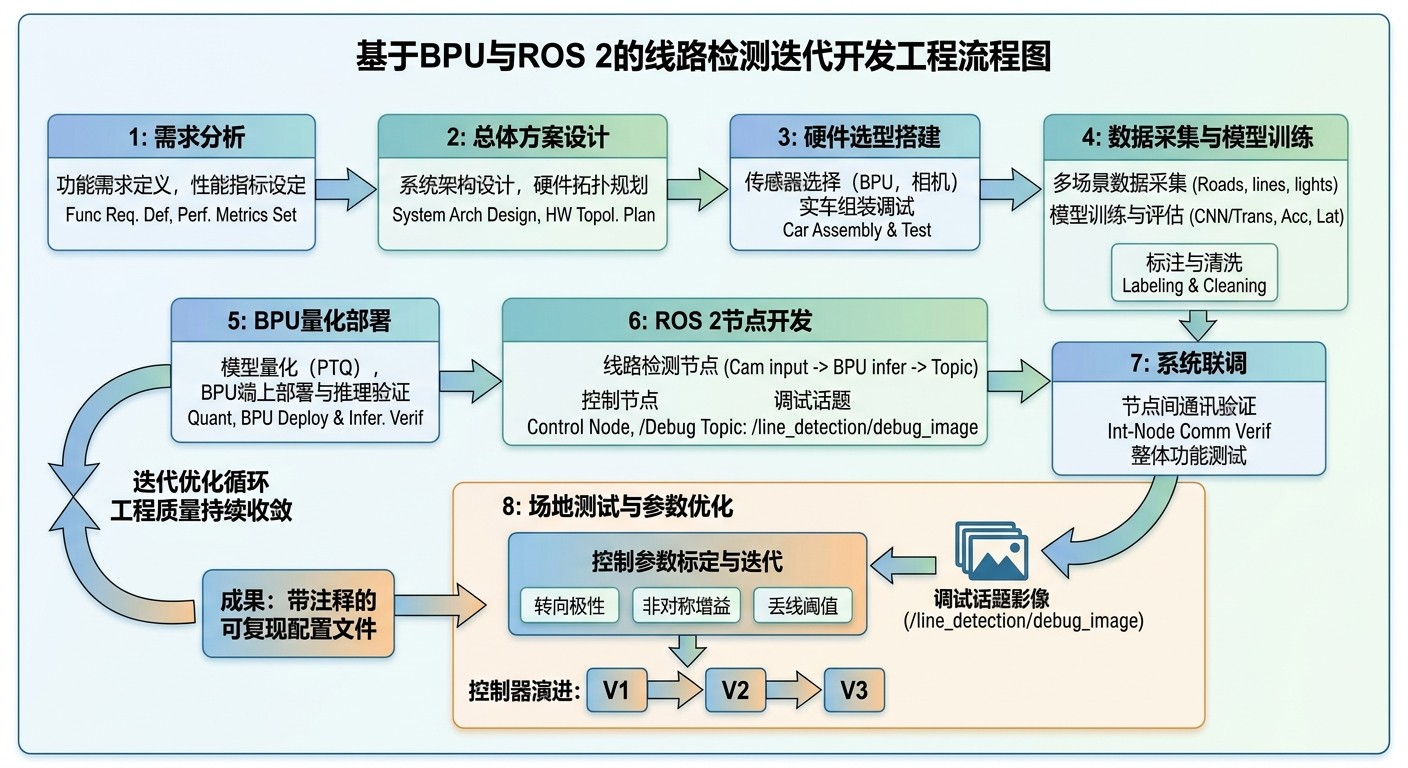 基于BPU与ROS 2的线路检测迭代开发工程流程图
1: 需求分析
功能需求定义，性能指标设定
Func Req. Def, Perf. Metrics Set
2: 总体方案设计
系统架构设计，硬件拓扑规划
System Arch Design, HW Topol. Plan
3: 硬件选型搭建
传感器选择（BPU，相机）
实车组装调试
Car Assembly & Test
4: 数据采集与模型训练
多场景数据采集 (Roads, lines, lights)
模型训练与评估 (CNN/Trans, Acc, Lat)
标注与清洗
Labeling & Cleaning
5: BPU量化部署
模型量化（PTQ），
BPU端上部署与推理验证
Quant, BPU Deploy & Infer. Verif
6: ROS 2节点开发
线路检测节点 (Cam input -> BPU infer -> Topic)
控制节点 调试话题
Control Node, /Debug Topic: /line_detection/debug_image
7: 系统联调
节点间通讯验证
Int-Node Comm Verif
整体功能测试
迭代优化循环
工程质量持续收敛
成果：带注释的
可复现配置文件
8: 场地测试与参数优化
控制参数标定与迭代
转向极性
非对称增益
丢线阈值
调试话题影像
(/line_detection/debug_image)
控制器演进：
V1
V2
V3